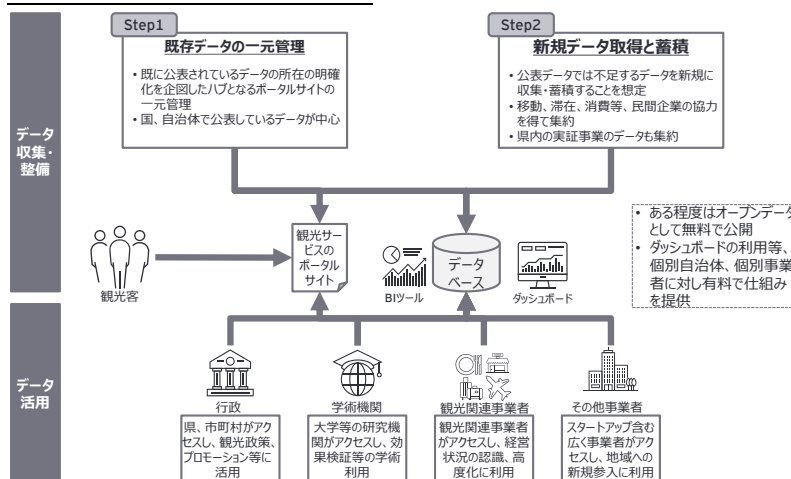 Step1
既存データの一元管理
• 既に公表されているデータの所在の明確
化を企図したハブとなるポータルサイトの
一元管理
• 国、自治体で公表しているデータが中心
Step2
新規データ取得と蓄積
• 公表データでは不足するデータを新規に
収集・蓄積することを想定
• 移動、滞在、消費等、民間企業の協力
を得て集約
• 県内の実証事業のデータも集約
データ
収集・
整備
観光客
観光サー
ビスの
ポータル
サイト
BIツール
データ
ベース
ダッシュボード
• ある程度はオープンデータ
として無料で公開
• ダッシュボードの利用等、
個別自治体、個別事業
者に対し有料で仕組み
を提供
データ
活用
行政
県、市町村がアク
セスし、観光政策、
プロモーション等に
活用
学術機関
大学等の研究機
関がアクセスし、効
果検証等の学術
利用
観光関連事業者
観光関連事業者
がアクセスし、経営
状況の認識、高
度化に利用
その他事業者
スタートアップ含む
広く事業者がアク
セスし、地域への
新規参入に利用